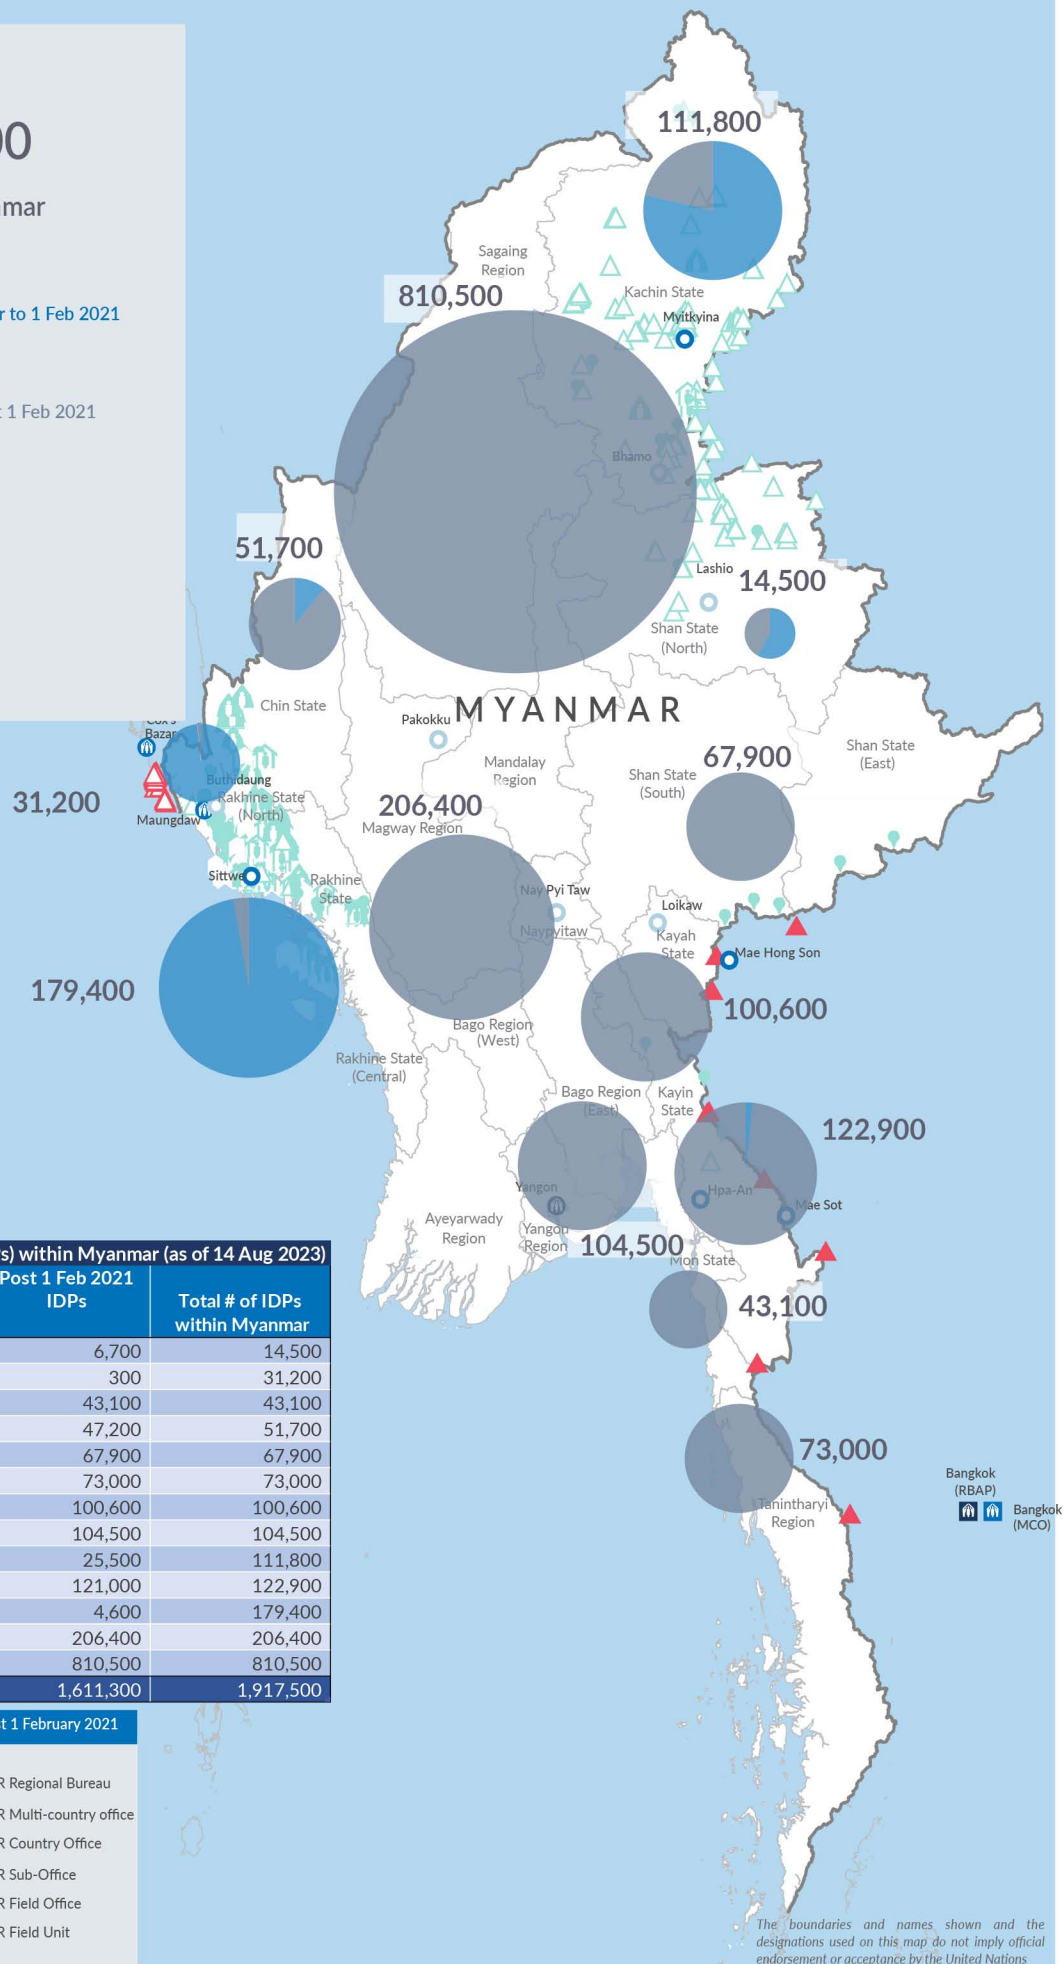 00
mar
r to 1 Feb 2021
t 1 Feb 2021
111,800
Sagaing
Region
810,500
Kachin State
Myitkyina
Bhamo
51,700
Lashio
14,500
Shan State
(North)
Chin State
MYANMAR
Pakokku
Cox's
Bazar
Mandalay
Region
Shan State
(South)
67,900
Shan State
(East)
Buthidaung
Rakhine State
(North)
31,200
Maungdaw
206,400
Magway Region
Sittwe
Rakhine
State
Nay Pyi Taw
Naypyitaw
Loikaw
Kayah
State
Mae Hong Son
179,400
100,600
Bago Region
(West)
Rakhine State
(Central)
Bago Region
(East)
Kayin
State
122,900
Yangon
Hpa-An
Mae Sot
Ayeyarwady
Region
Yangon
Region
104,500
Mon State
43,100
73,000
Tanintharyi
Region
Bangkok
(RBAP)
Bangkok
(MCO)
s) within Myanmar (as of 14 Aug 2023)
Post 1 Feb 2021
IDPs
Total # of IDPs
within Myanmar
6,700 14,500
300 31,200
43,100 43,100
47,200 51,700
67,900 67,900
73,000 73,000
100,600 100,600
104,500 104,500
25,500 111,800
121,000 122,900
4,600 179,400
206,400 206,400
810,500 810,500
1,611,300 1,917,500
t 1 February 2021
R Regional Bureau
R Multi-country office
R Country Office
R Sub-Office
R Field Office
R Field Unit
The boundaries and names shown and the
designations used on this map do not imply official
endorsement or acceptance by the United Nations